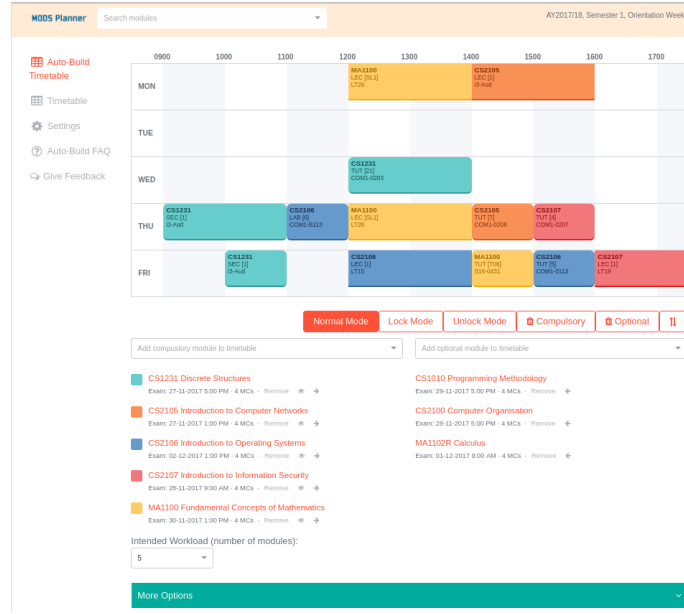 MODS Planner
Search modules
AY2017/18, Semester 1, Orientation Week
Auto-Build
Timetable
Timetable
Settings
Auto-Build FAQ
Give Feedback
0900 1000 1100 1200 1300 1400 1500 1600 1700
MON
MA1100
LEC [SL1]
LT28
CS2105
LEC [1]
i3-Aud
TUE
WED
CS1231
TUT [21]
COM1-0203
THU
CS1231
SEC [1]
i3-Aud
CS2106
LAB [6]
COM1-B113
MA1100
LEC [SL1]
LT28
CS2105
TUT [7]
COM1-0208
CS2107
TUT [4]
COM1-0207
FRI
CS1231
SEC [1]
i3-Aud
CS2106
LEC [1]
LT15
MA1100
TUT [T06]
S16-0431
CS2106
TUT [5]
COM1-0113
CS2107
LEC [1]
LT19
Normal Mode Lock Mode Unlock Mode Compulsory Optional
Add compuslory module to timetable
Add optional module to timetable
CS1231 Discrete Structures
Exam: 27-11-2017 5:00 PM · 4 MCs - Remove
CS2105 Introduction to Computer Networks
Exam: 27-11-2017 1:00 PM · 4 MCs - Remove
CS2106 Introduction to Operating Systems
Exam: 02-12-2017 1:00 PM · 4 MCs - Remove
CS2107 Introduction to Information Security
Exam: 28-11-2017 9:00 AM · 4 MCs - Remove
MA1100 Fundamental Concepts of Mathematics
Exam: 30-11-2017 1:00 PM · 4 MCs - Remove
CS1010 Programming Methodology
Exam: 29-11-2017 5:00 PM · 4 MCs - Remove
CS2100 Computer Organisation
Exam: 28-11-2017 5:00 PM · 4 MCs - Remove
MA1102R Calculus
Exam: 01-12-2017 9:00 AM · 4 MCs - Remove
Intended Workload (number of modules):
5
More Options